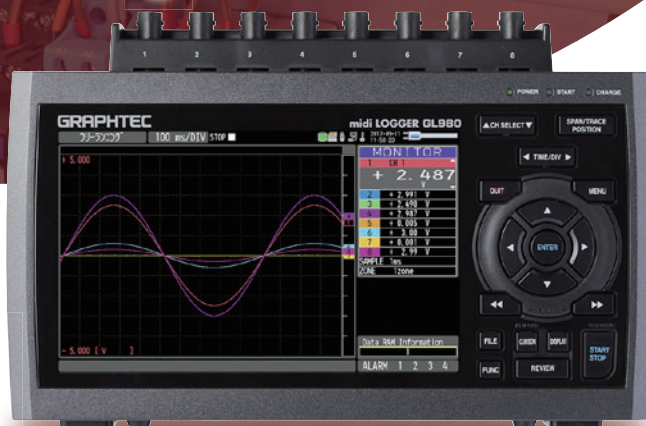 1 2 3 4 5 6 7 8
POWER START CHARGE
GRAPHTEC
midi LOGGER GL980
フリーランニング 100 ms/DIV STOP
▲CH SELECT▼
SPAN/TRACE
POSITION
+ 5.000
MONITOR
1 CH 1
+ 2.487
V
2 + 2.991 V
3 + 2.490 V
4 + 2.987 V
5 + 0.005 V
6 + 3.00 V
7 + 0.001 V
8 + 2.99 V
SAMPLE 1ms
ZONE 1zone
- 5.000 [ V ]
Data RAM Information
ALARM 1 2 3 4
◀ TIME/DIV ▶
QUIT
MENU
ENTER
FILE
CURSOR
DISPLAY
START
STOP
FUNC
REVIEW